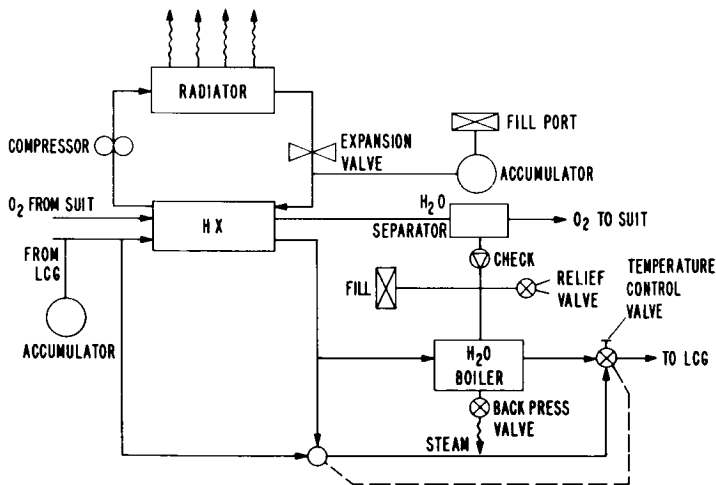 RADIATOR
COMPRESSOR
EXPANSION
VALVE
FILL PORT
ACCUMULATOR
O2 FROM SUIT
HX
H2O
SEPARATOR
O2 TO SUIT
FROM
LCG
CHECK
TEMPERATURE
CONTROL
VALVE
FILL
RELIEF
VALVE
ACCUMULATOR
H2O
BOILER
TO LCG
BACK PRESS
VALVE
STEAM